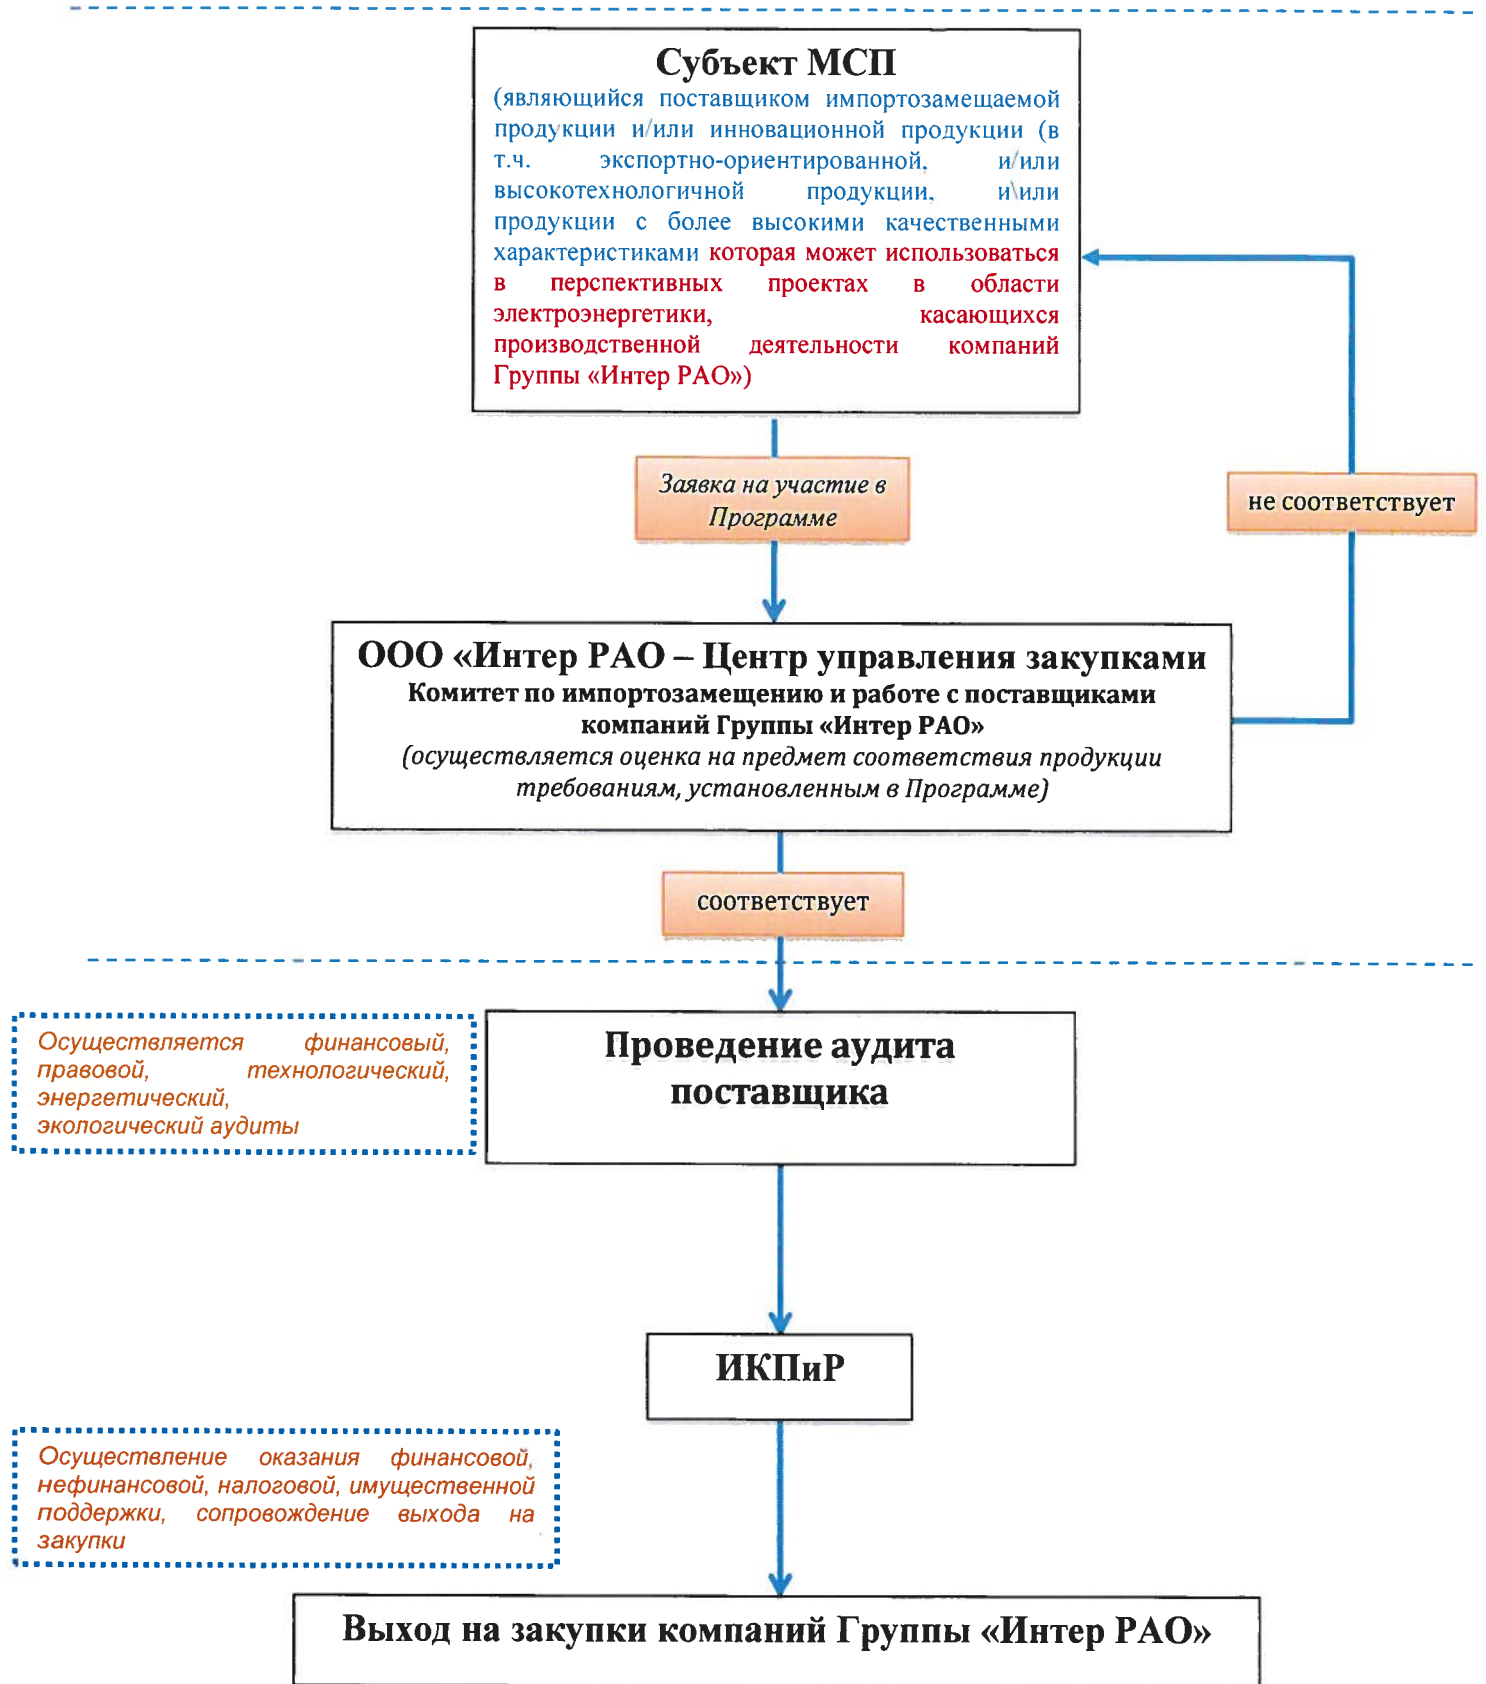 Субъект МСП
(являющийся поставщиком импортозамещаемой
продукции и/или инновационной продукции (в
т.ч. экспортно-ориентированной, и/или
высокотехнологичной продукции, и\или
продукции с более высокими качественными
характеристиками которая может использоваться
в перспективных проектах в области
электроэнергетики, касающихся
производственной деятельности компаний
Группы «Интер РАО»)
Заявка на участие в
Программе
не соответствует
ООО «Интер РАО – Центр управления закупками
Комитет по импортозамещению и работе с поставщиками
компаний Группы «Интер РАО»
(осуществляется оценка на предмет соответствия продукции
требованиям, установленным в Программе)
соответствует
Осуществляется финансовый,
правовой, технологический,
энергетический,
экологический аудиты
Проведение аудита
поставщика
ИКПиР
Осуществление оказания финансовой,
нефинансовой, налоговой, имущественной
поддержки, сопровождение выхода на
закупки
Выход на закупки компаний Группы «Интер РАО»